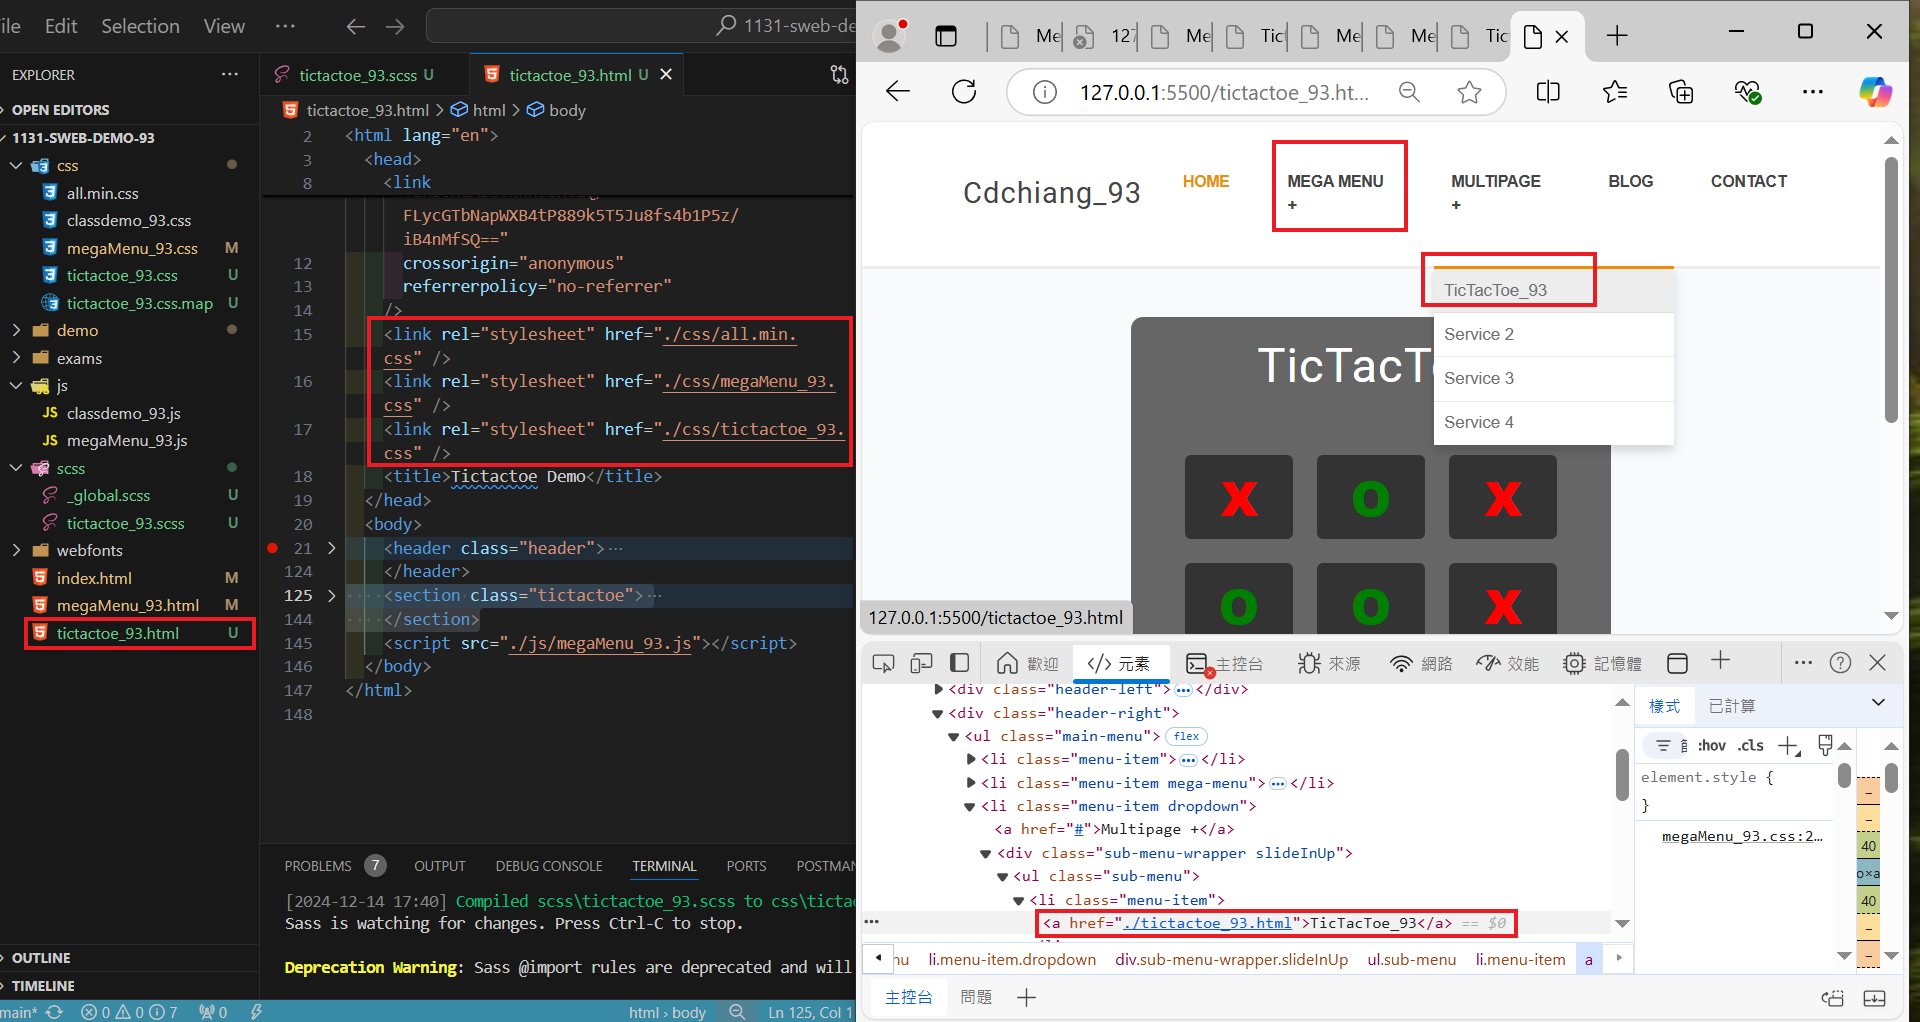 ile Edit Selection View ···
1131-sweb-de
EXPLORER ···
OPEN EDITORS
1131-SWEB-DEMO-93
css
all.min.css
classdemo_93.css
megaMenu_93.css M
tictactoe_93.css U
tictactoe_93.css.map U
demo
exams
js
JS classdemo_93.js
JS megaMenu_93.js
scss
_global.scss U
tictactoe_93.scss U
webfonts
index.html M
megaMenu_93.html M
tictactoe_93.html U
OUTLINE
TIMELINE
tictactoe_93.scss U
tictactoe_93.html U
tictactoe_93.html > html > body
2 <html lang="en">
3 <head>
8 <link
FLycGTbNapWXB4tP889k5T5Ju8fs4b1P5z/
iB4nMfSQ=="
12 crossorigin="anonymous"
13 referrerpolicy="no-referrer"
14 />
15 <link rel="stylesheet" href="./css/all.min.
css" />
16 <link rel="stylesheet" href="./css/megaMenu_93.
css" />
17 <link rel="stylesheet" href="./css/tictactoe_93.
css" />
18 <title>Tictactoe Demo</title>
19 </head>
20 <body>
21 <header class="header">···
124 </header>
125 <section class="tictactoe">···
144 </section>
145 <script src="./js/megaMenu_93.js"></script>
146 </body>
147 </html>
148
PROBLEMS 7 OUTPUT DEBUG CONSOLE TERMINAL PORTS POSTMAN
[2024-12-14 17:40] Compiled scss\tictactoe_93.scss to css\tictac
Sass is watching for changes. Press Ctrl-C to stop.
Deprecation Warning: Sass @import rules are deprecated and will
main* 0 0 7 0 html > body Ln 125, Col 1
Me 127 Me Tic Me Me Tic
127.0.0.1:5500/tictactoe_93.ht...
Cdchiang_93
HOME
MEGA MENU
+
MULTIPAGE
+
BLOG
CONTACT
TicTacToe_93
Service 2
Service 3
Service 4
TicTacT
X O X
O O X
127.0.0.1:5500/tictactoe_93.html
歡迎 元素 主控台 來源 網路 效能 記憶體
<div class="header-left">···</div>
<div class="header-right">
<ul class="main-menu"> flex
<li class="menu-item">···</li>
<li class="menu-item mega-menu">···</li>
<li class="menu-item dropdown">
<a href="#">Multipage +</a>
<div class="sub-menu-wrapper slideInUp">
<ul class="sub-menu">
<li class="menu-item">
··· <a href="./tictactoe_93.html">TicTacToe_93</a> == $0
nu li.menu-item.dropdown div.sub-menu-wrapper.slideInUp ul.sub-menu li.menu-item a
樣式 已計算
:hov .cls
element.style {
}
megaMenu_93.css:2...
-
-
40
o×a
40
-
-
主控台 問題